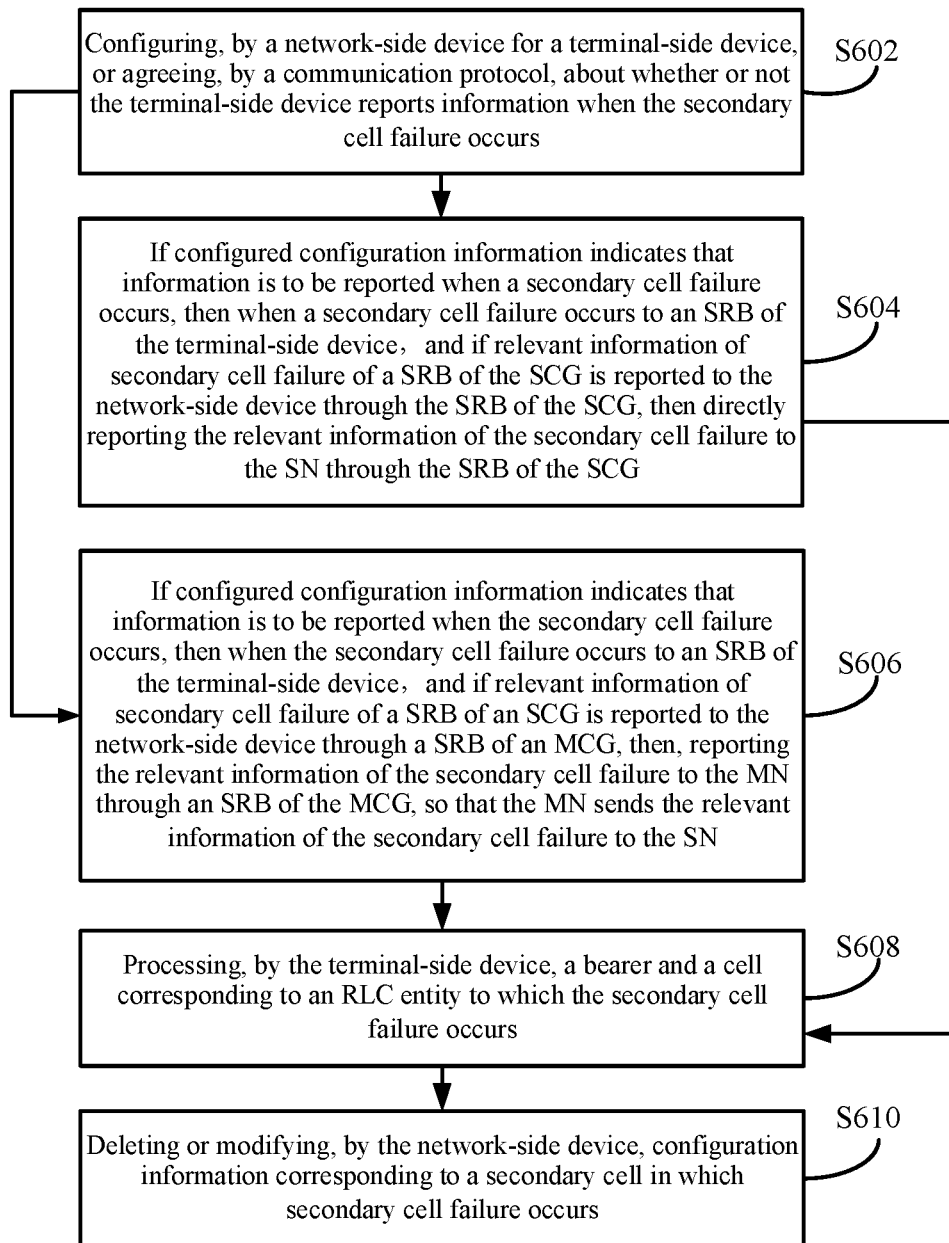 Configuring, by a network-side device for a terminal-side device,
or agreeing, by a communication protocol, about whether or not
the terminal-side device reports information when the secondary
cell failure occurs
S602
If configured configuration information indicates that
information is to be reported when a secondary cell failure
occurs, then when a secondary cell failure occurs to an SRB of
the terminal-side device, and if relevant information of
secondary cell failure of a SRB of the SCG is reported to the
network-side device through the SRB of the SCG, then directly
reporting the relevant information of the secondary cell failure to
the SN through the SRB of the SCG
S604
If configured configuration information indicates that
information is to be reported when the secondary cell failure
occurs, then when the secondary cell failure occurs to an SRB of
the terminal-side device, and if relevant information of
secondary cell failure of a SRB of an SCG is reported to the
network-side device through a SRB of an MCG, then, reporting
the relevant information of the secondary cell failure to the MN
through an SRB of the MCG, so that the MN sends the relevant
information of the secondary cell failure to the SN
S606
Processing, by the terminal-side device, a bearer and a cell
corresponding to an RLC entity to which the secondary cell
failure occurs
S608
Deleting or modifying, by the network-side device, configuration
information corresponding to a secondary cell in which
secondary cell failure occurs
S610